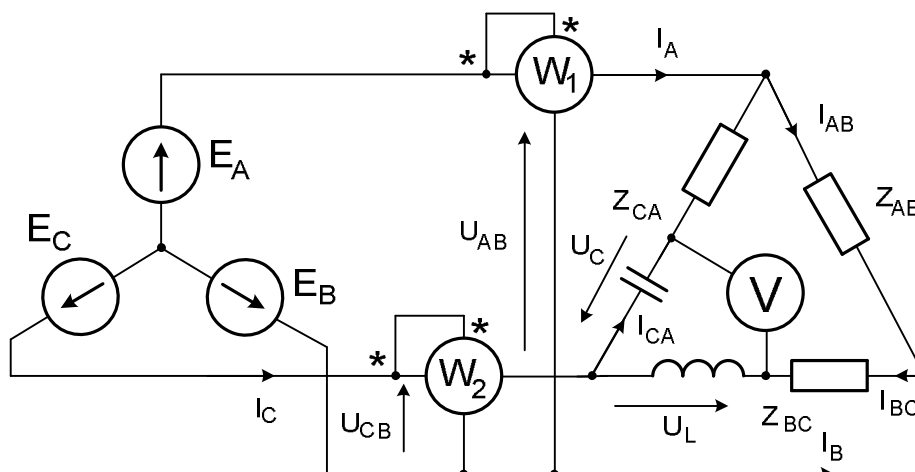 * *
W1
I_A
E_A
I_AB
Z_CA
Z_AB
U_AB
U_C
E_C
E_B
V
I_CA
* *
W2
I_C
U_CB
U_L
Z_BC
I_BC
I_B